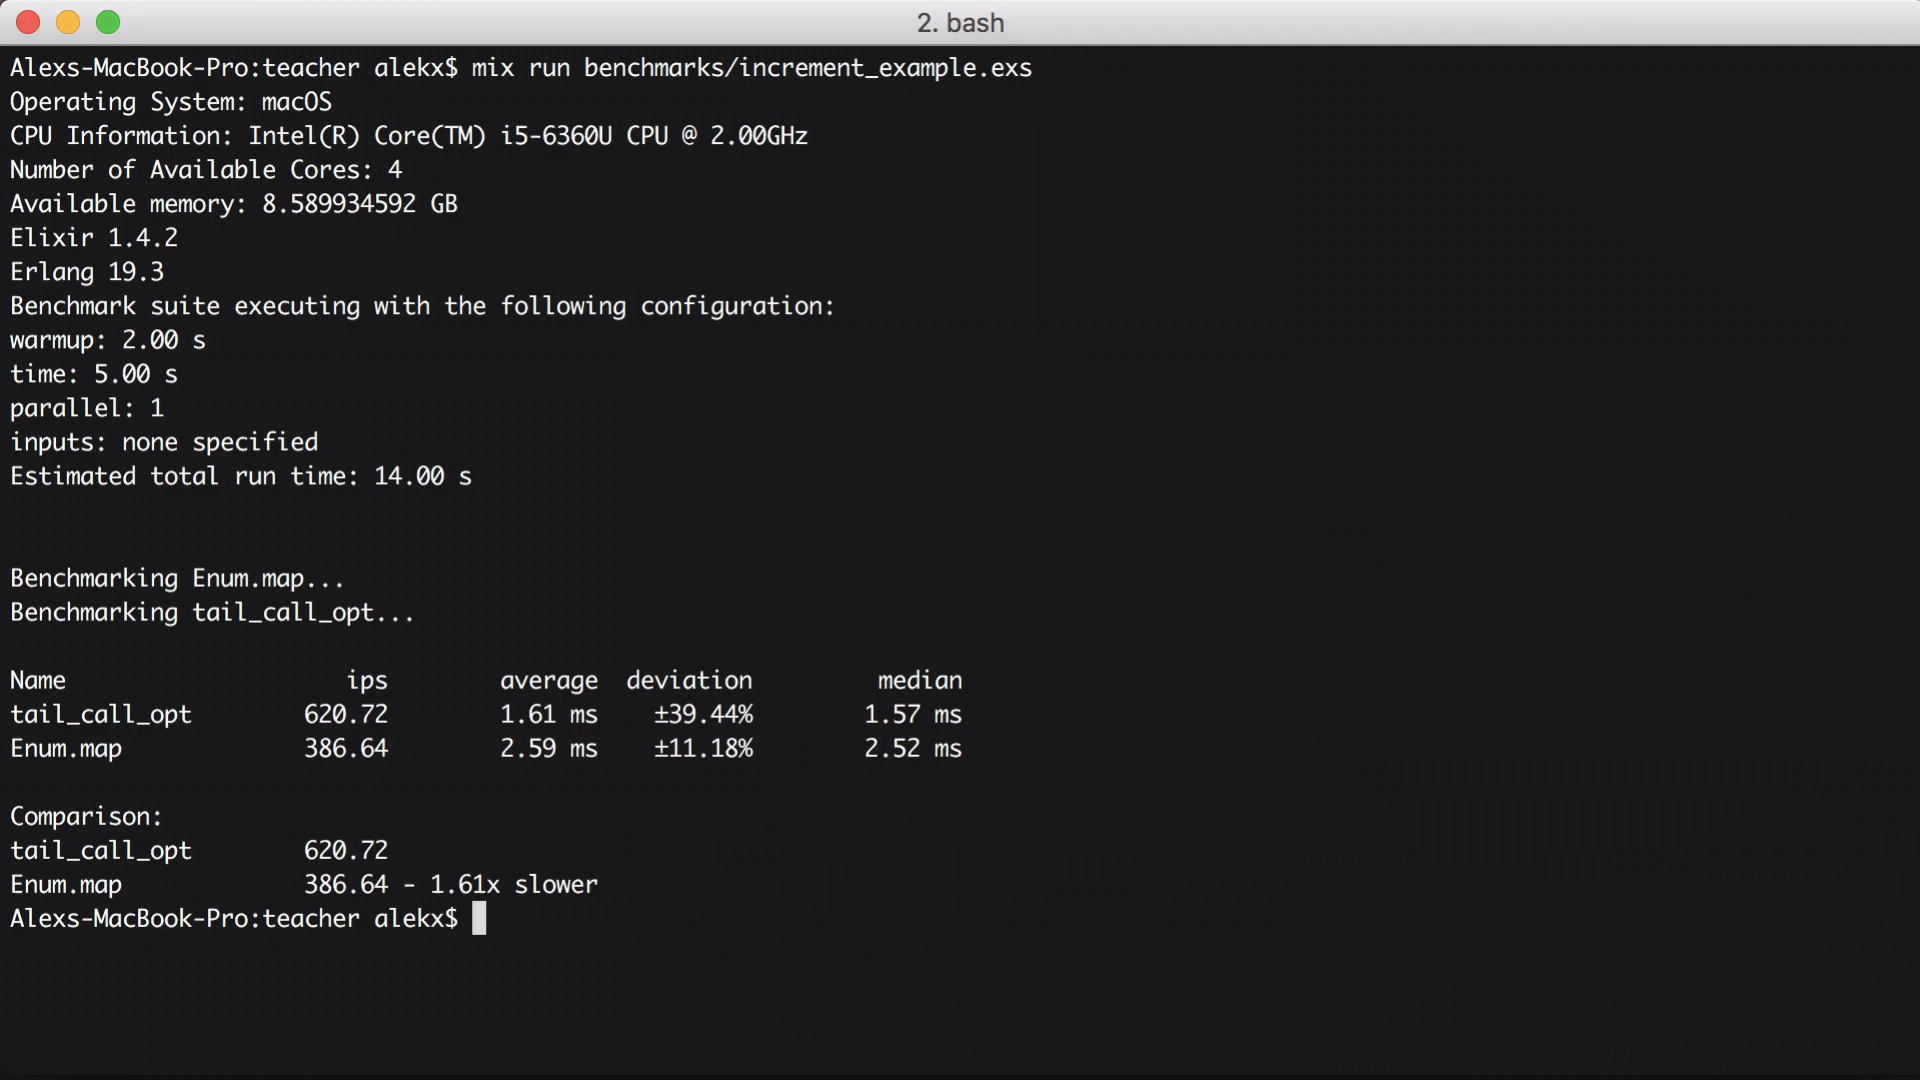 2. bash
Alexs-MacBook-Pro:teacher alekx$ mix run benchmarks/increment_example.exs
Operating System: macOS
CPU Information: Intel(R) Core(TM) i5-6360U CPU @ 2.00GHz
Number of Available Cores: 4
Available memory: 8.589934592 GB
Elixir 1.4.2
Erlang 19.3
Benchmark suite executing with the following configuration:
warmup: 2.00 s
time: 5.00 s
parallel: 1
inputs: none specified
Estimated total run time: 14.00 s
Benchmarking Enum.map...
Benchmarking tail_call_opt...
Name                     ips        average  deviation         median
tail_call_opt        620.72        1.61 ms    ±39.44%        1.57 ms
Enum.map             386.64        2.59 ms    ±11.18%        2.52 ms
Comparison:
tail_call_opt        620.72
Enum.map             386.64 - 1.61x slower
Alexs-MacBook-Pro:teacher alekx$